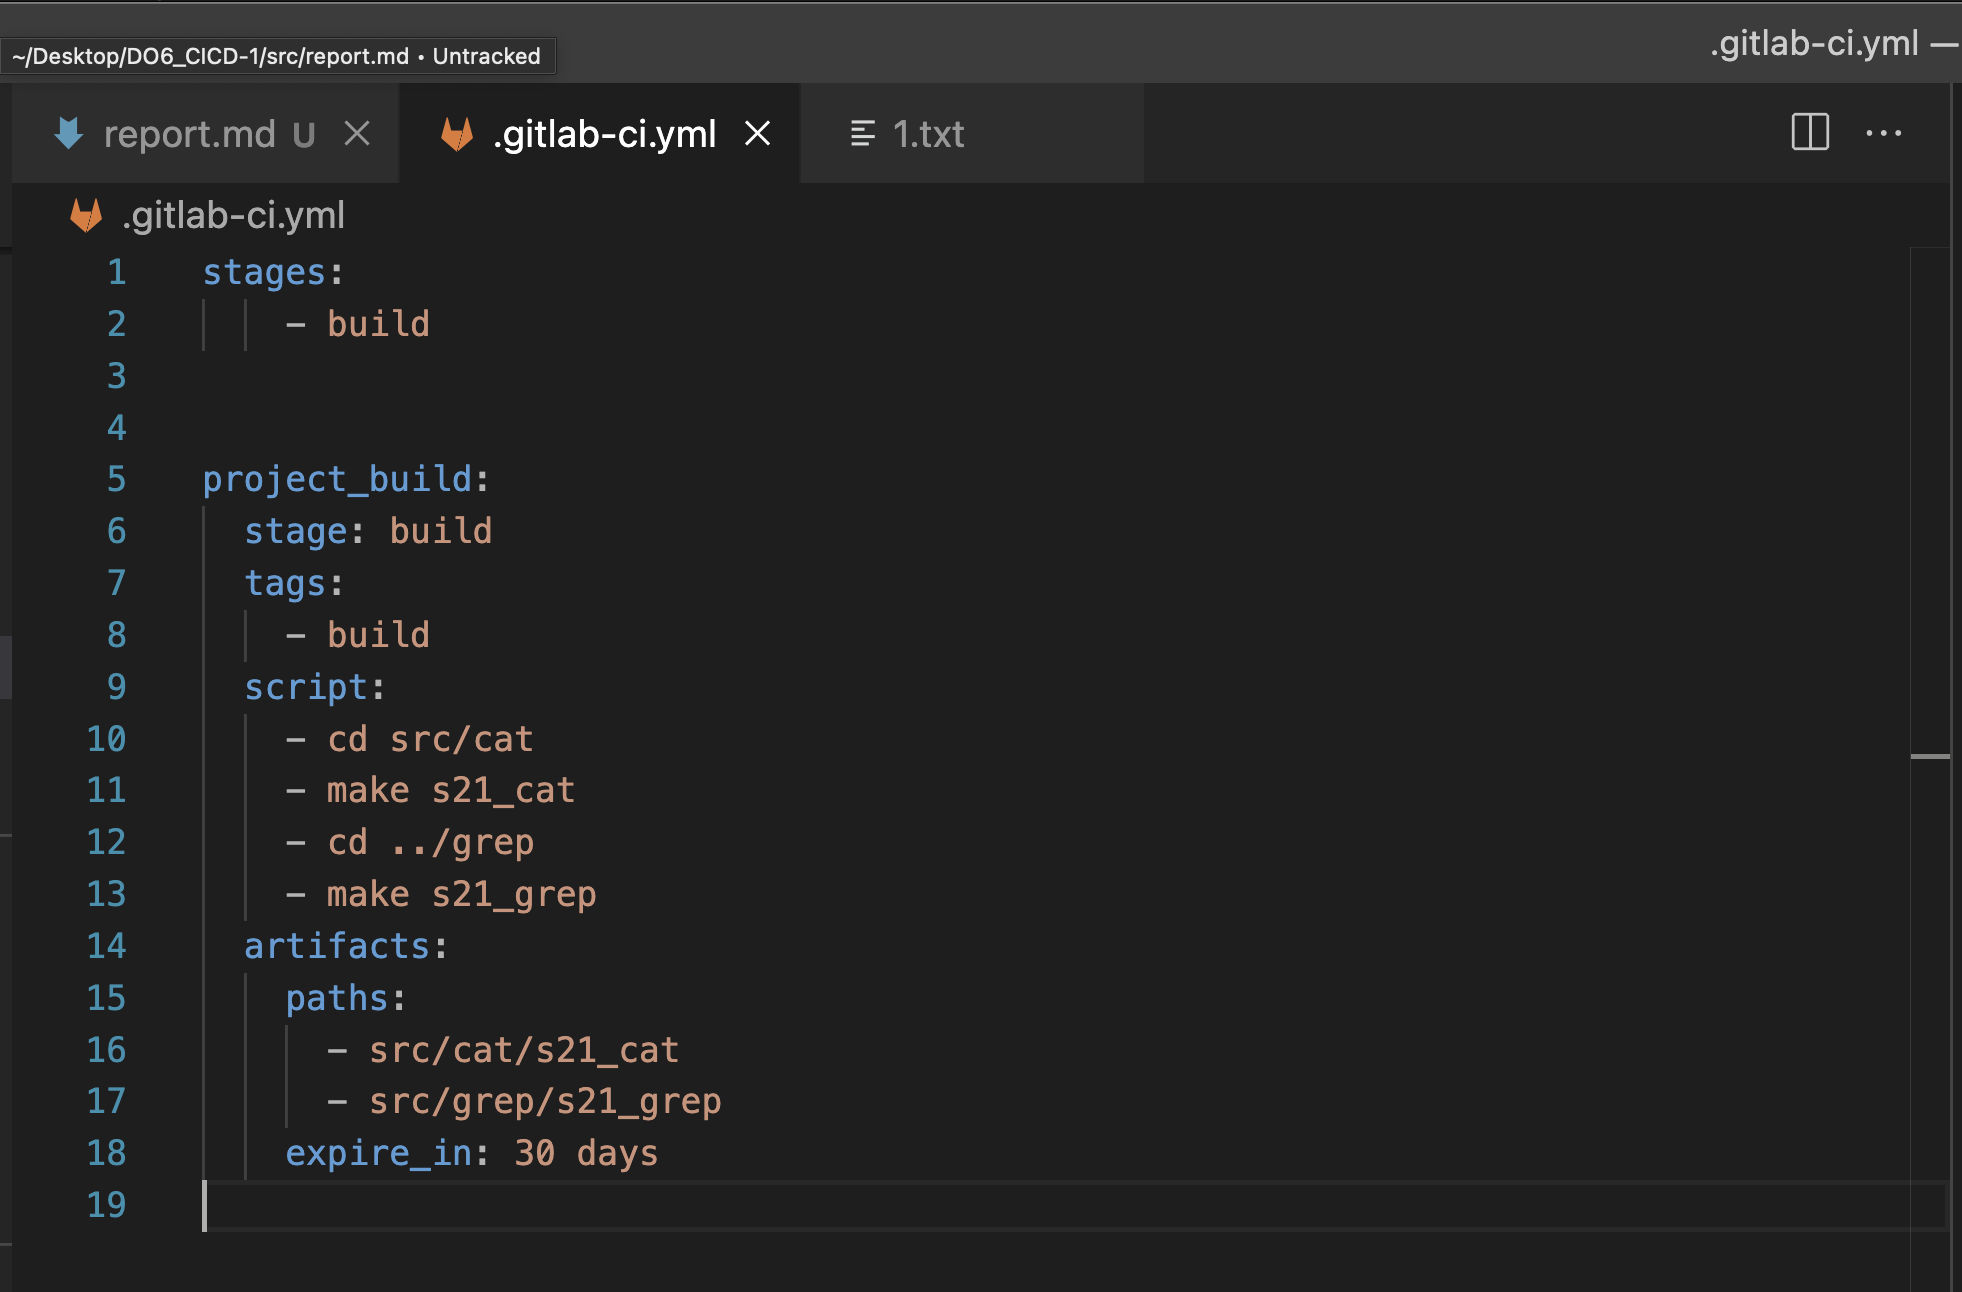 .gitlab-ci.yml —
~/Desktop/DO6_CICD-1/src/report.md • Untracked
report.md U
.gitlab-ci.yml
1.txt
.gitlab-ci.yml
1 stages:
2 - build
3
4
5 project_build:
6 stage: build
7 tags:
8 - build
9 script:
10 - cd src/cat
11 - make s21_cat
12 - cd ../grep
13 - make s21_grep
14 artifacts:
15 paths:
16 - src/cat/s21_cat
17 - src/grep/s21_grep
18 expire_in: 30 days
19